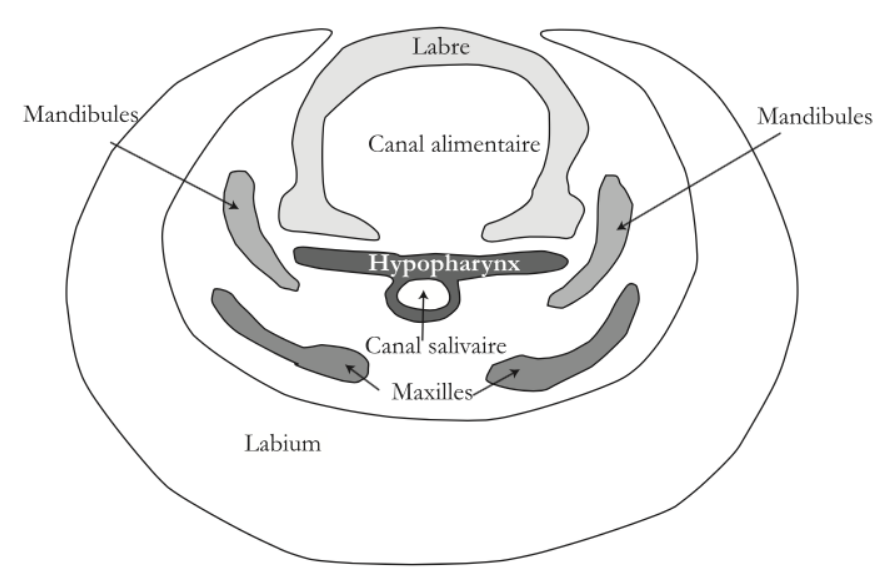 Labre
Mandibules
Mandibules
Canal alimentaire
Hypopharynx
Canal salivaire
Maxilles
Labium